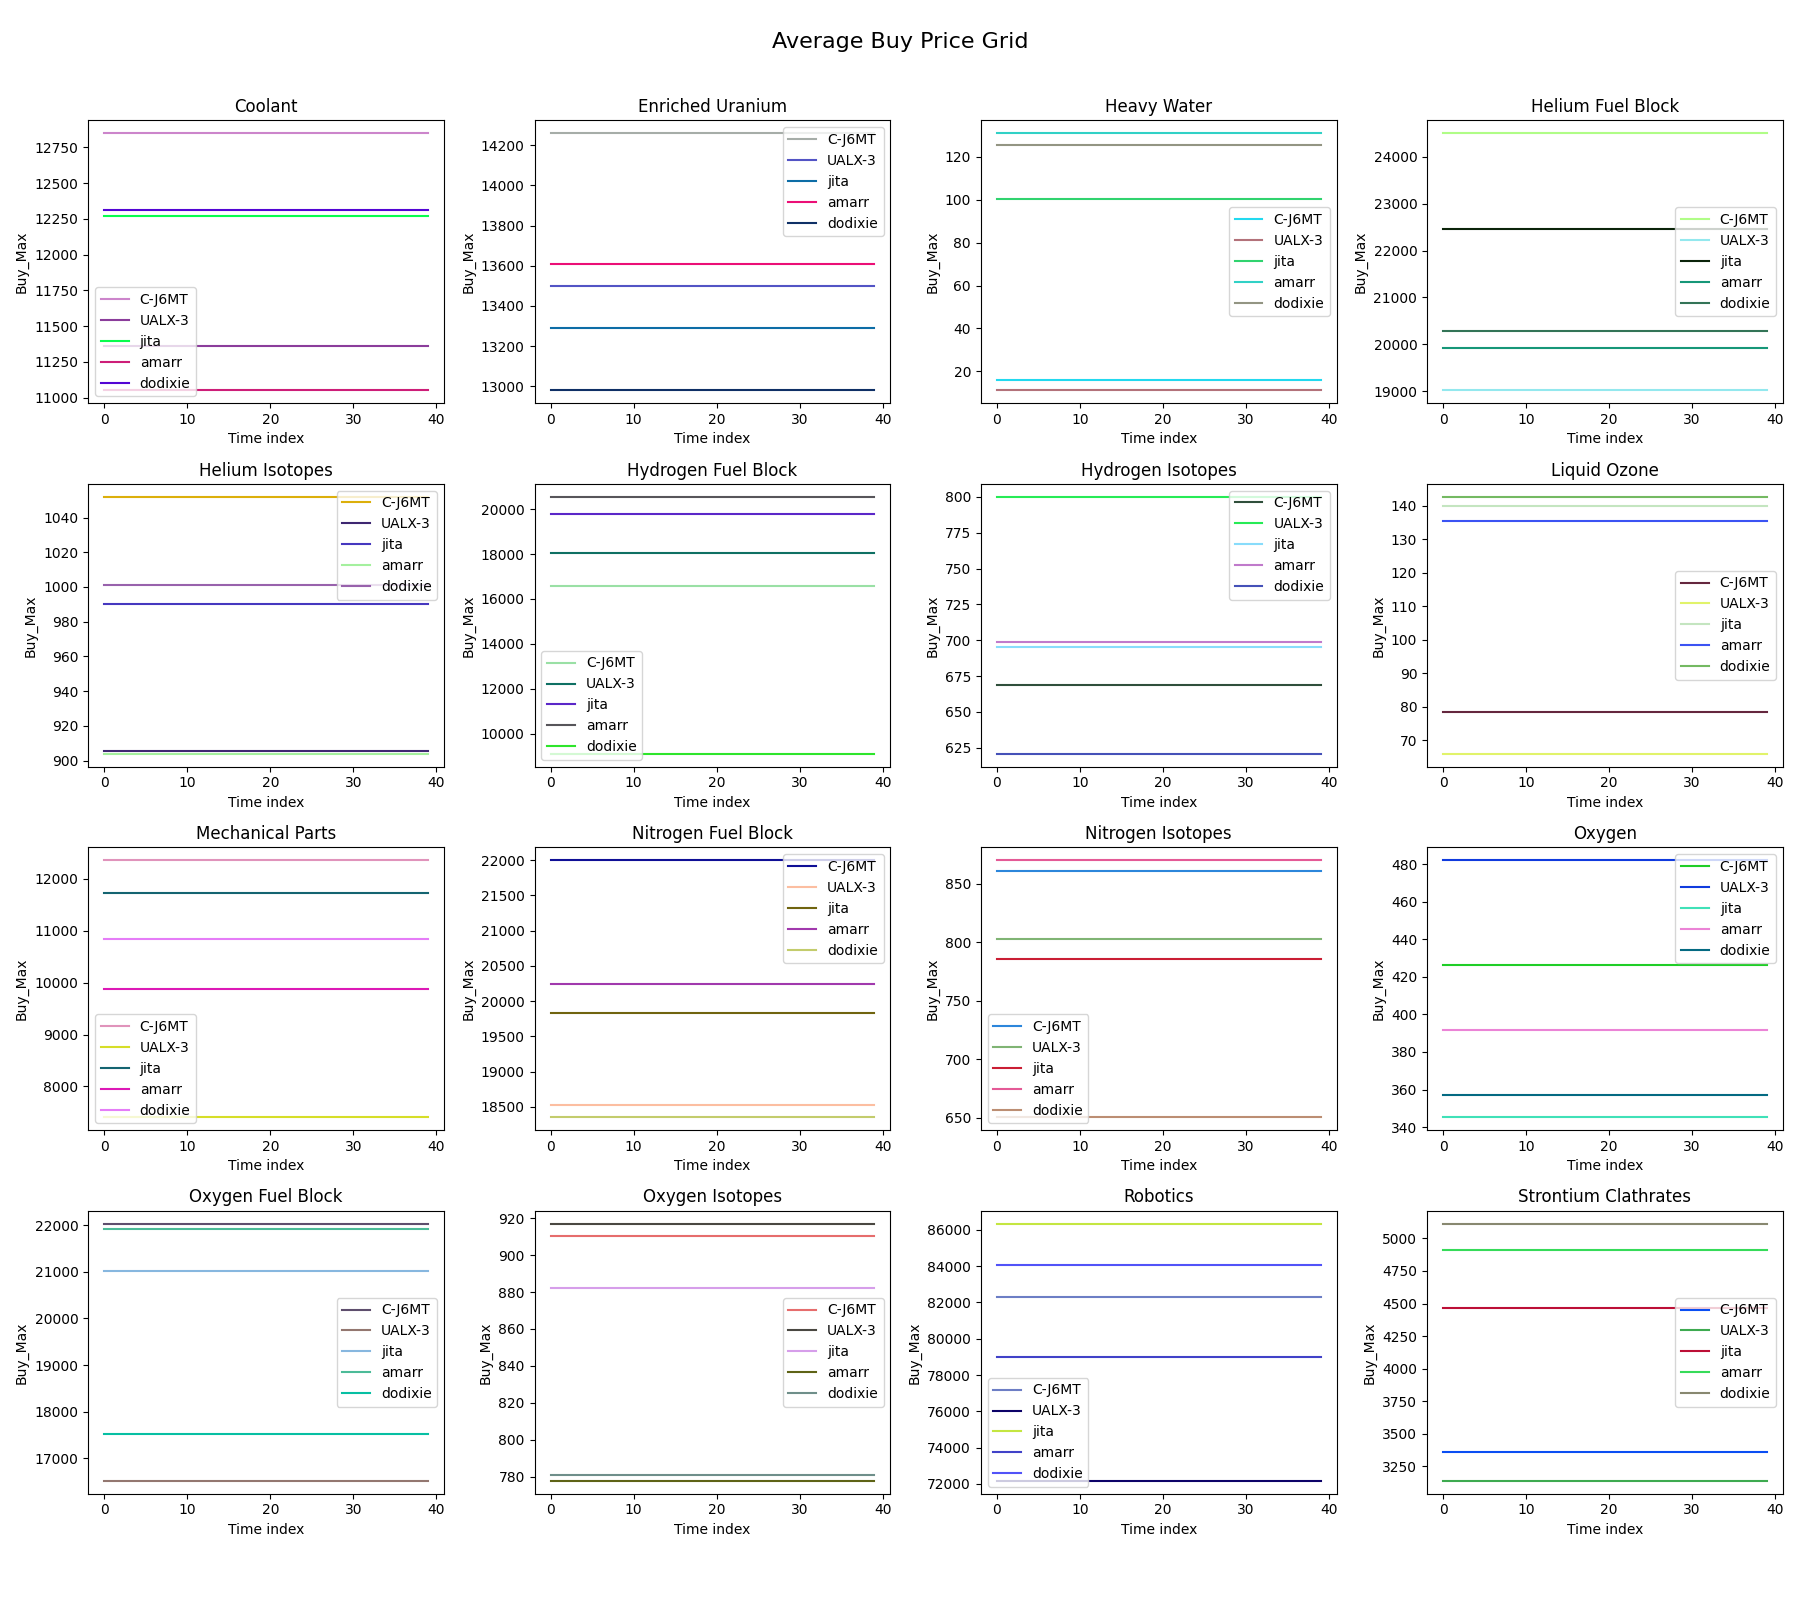 Average Buy Price Grid
Coolant
12750
12500
12250
12000
11750
11500
11250
11000
Buy_Max
C-J6MT
UALX-3
jita
amarr
dodixie
0 10 20 30 40
Time index
Enriched Uranium
14200
14000
13800
13600
13400
13200
13000
Buy_Max
C-J6MT
UALX-3
jita
amarr
dodixie
0 10 20 30 40
Time index
Heavy Water
120
100
80
60
40
20
Buy_Max
C-J6MT
UALX-3
jita
amarr
dodixie
0 10 20 30 40
Time index
Helium Fuel Block
24000
23000
22000
21000
20000
19000
Buy_Max
C-J6MT
UALX-3
jita
amarr
dodixie
0 10 20 30 40
Time index
Helium Isotopes
1040
1020
1000
980
960
940
920
900
Buy_Max
C-J6MT
UALX-3
jita
amarr
dodixie
0 10 20 30 40
Time index
Hydrogen Fuel Block
20000
18000
16000
14000
12000
10000
Buy_Max
C-J6MT
UALX-3
jita
amarr
dodixie
0 10 20 30 40
Time index
Hydrogen Isotopes
800
775
750
725
700
675
650
625
Buy_Max
C-J6MT
UALX-3
jita
amarr
dodixie
0 10 20 30 40
Time index
Liquid Ozone
140
130
120
110
100
90
80
70
Buy_Max
C-J6MT
UALX-3
jita
amarr
dodixie
0 10 20 30 40
Time index
Mechanical Parts
12000
11000
10000
9000
8000
Buy_Max
C-J6MT
UALX-3
jita
amarr
dodixie
0 10 20 30 40
Time index
Nitrogen Fuel Block
22000
21500
21000
20500
20000
19500
19000
18500
Buy_Max
C-J6MT
UALX-3
jita
amarr
dodixie
0 10 20 30 40
Time index
Nitrogen Isotopes
850
800
750
700
650
Buy_Max
C-J6MT
UALX-3
jita
amarr
dodixie
0 10 20 30 40
Time index
Oxygen
480
460
440
420
400
380
360
340
Buy_Max
C-J6MT
UALX-3
jita
amarr
dodixie
0 10 20 30 40
Time index
Oxygen Fuel Block
22000
21000
20000
19000
18000
17000
Buy_Max
C-J6MT
UALX-3
jita
amarr
dodixie
0 10 20 30 40
Time index
Oxygen Isotopes
920
900
880
860
840
820
800
780
Buy_Max
C-J6MT
UALX-3
jita
amarr
dodixie
0 10 20 30 40
Time index
Robotics
86000
84000
82000
80000
78000
76000
74000
72000
Buy_Max
C-J6MT
UALX-3
jita
amarr
dodixie
0 10 20 30 40
Time index
Strontium Clathrates
5000
4750
4500
4250
4000
3750
3500
3250
Buy_Max
C-J6MT
UALX-3
jita
amarr
dodixie
0 10 20 30 40
Time index